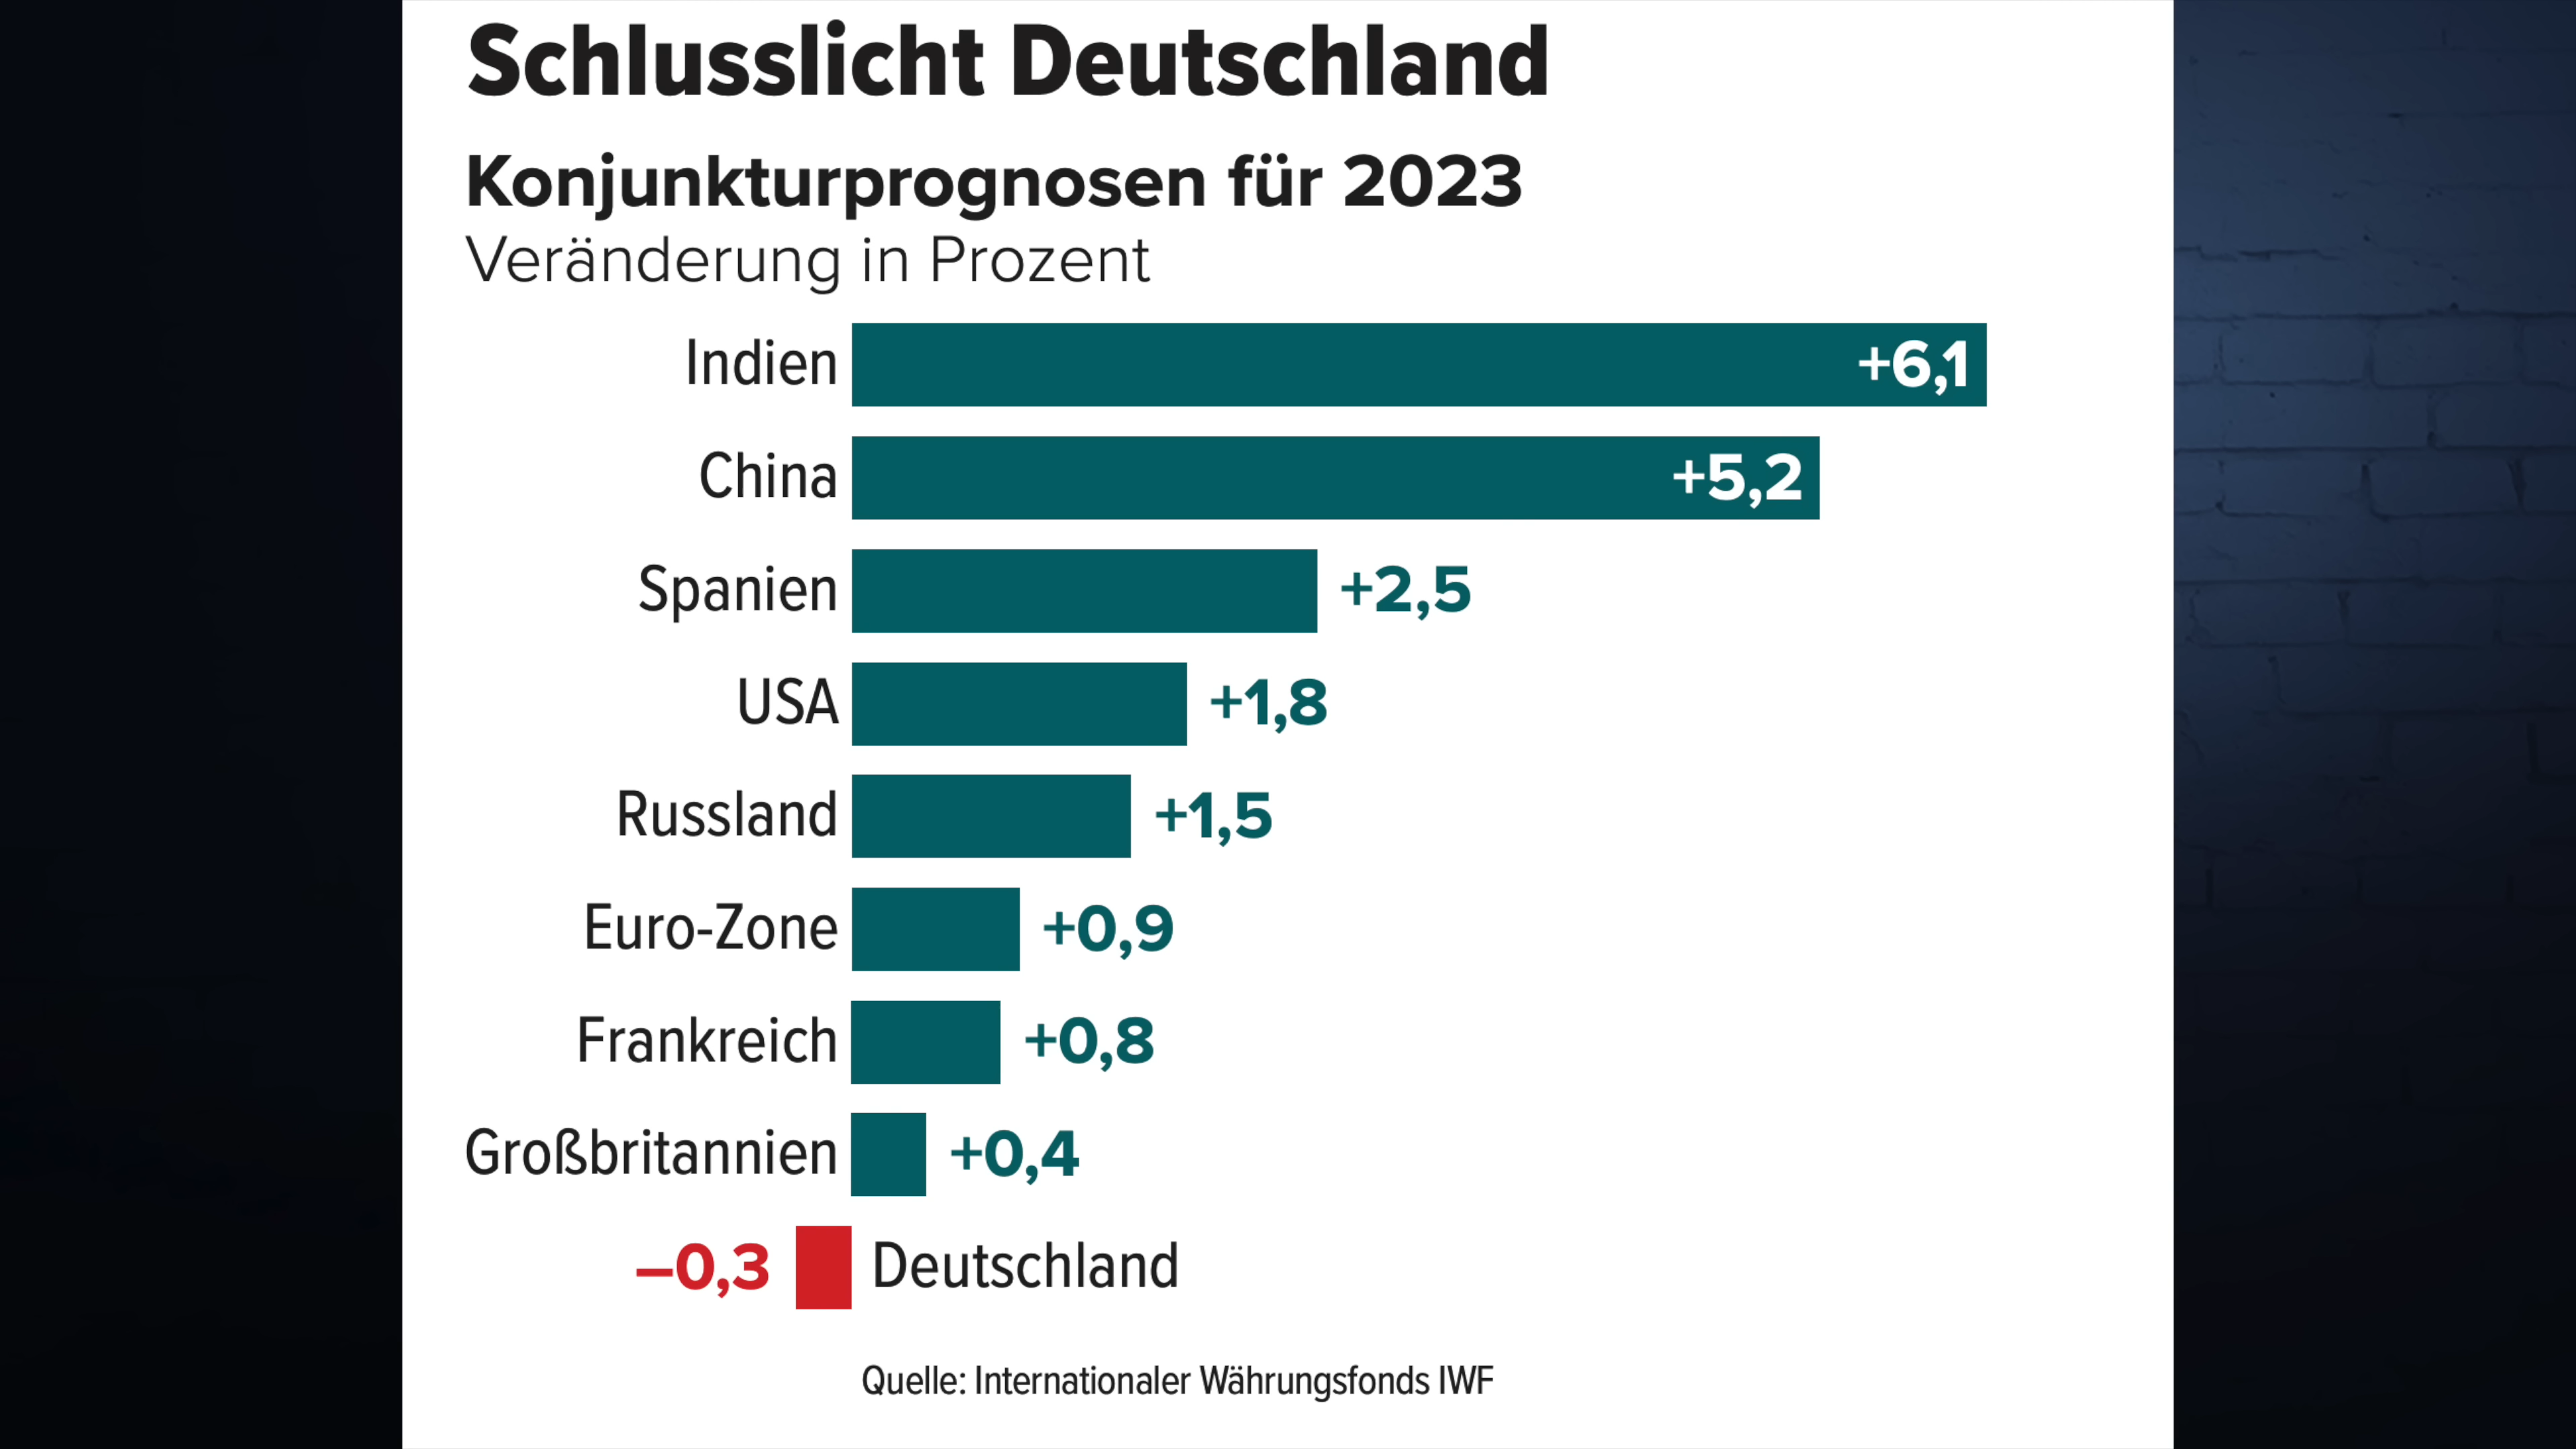 Schlusslicht Deutschland
Konjunkturprognosen für 2023
Veränderung in Prozent
Indien +6,1
China +5,2
Spanien +2,5
USA +1,8
Russland +1,5
Euro-Zone +0,9
Frankreich +0,8
Großbritannien +0,4
–0,3 Deutschland
Quelle: Internationaler Währungsfonds IWF